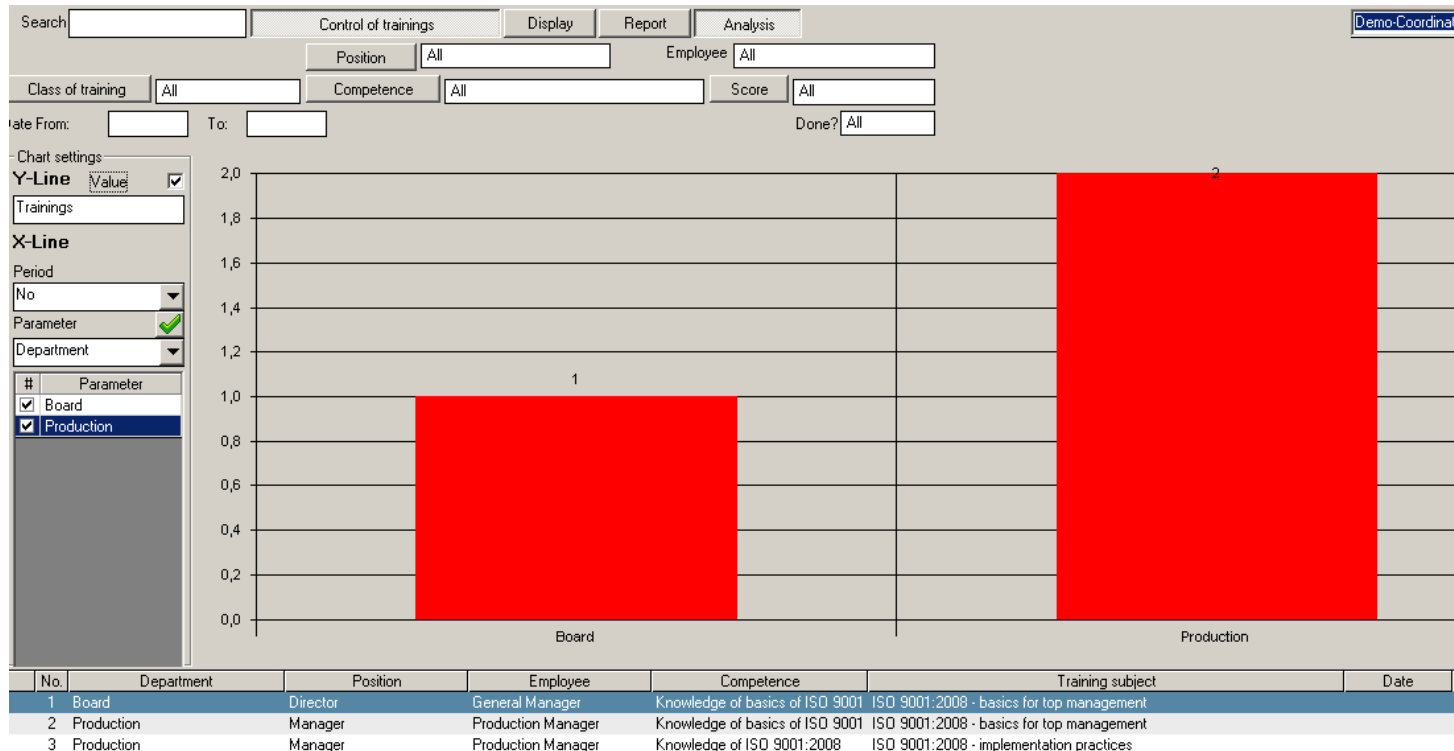 Search Control of trainings Display Report Analysis Demo-Coordinat
Position All Employee All
Class of training All Competence All Score All
ate From: To: Done? All
Chart settings
Y-Line Value
Trainings
X-Line
Period
No
Parameter
Department
# Parameter
Board
Production
2,0
1,8
1,6
1,4
1,2
1,0
0,8
0,6
0,4
0,2
0,0
1
2
Board Production
No. Department Position Employee Competence Training subject Date
1 Board Director General Manager Knowledge of basics of ISO 9001 ISO 9001:2008 - basics for top management
2 Production Manager Production Manager Knowledge of basics of ISO 9001 ISO 9001:2008 - basics for top management
3 Production Manager Production Manager Knowledge of ISO 9001:2008 ISO 9001:2008 - implementation practices